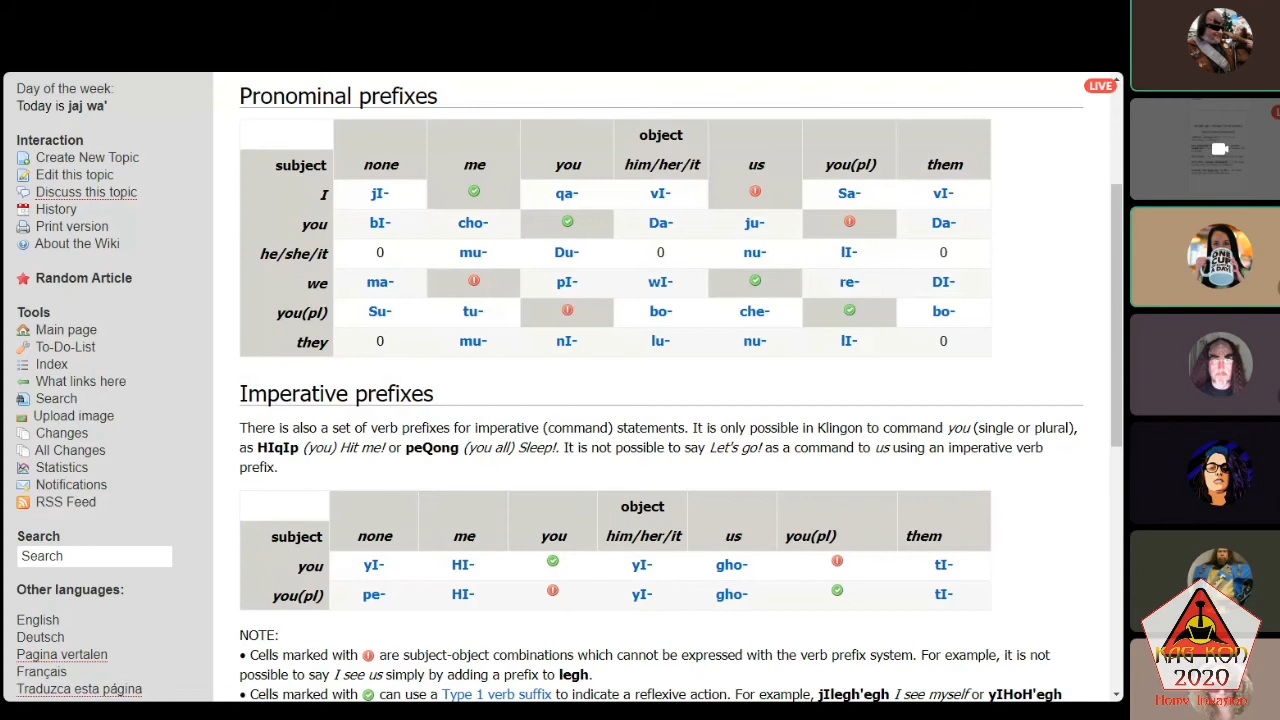 LIVE
Day of the week:
Today is jaj wa'
Interaction
Create New Topic
Edit this topic
Discuss this topic
History
Print version
About the Wiki
Random Article
Tools
Main page
To-Do-List
Index
What links here
Search
Upload image
Changes
All Changes
Statistics
Notifications
RSS Feed
Search
Search
Other languages:
English
Deutsch
Pagina vertalen
Français
Traduzca esta página
Pronominal prefixes
object
subject none me you him/her/it us you(pl) them
I jI- qa- vI- Sa- vI-
you bI- cho- Da- ju- Da-
he/she/it 0 mu- Du- 0 nu- lI- 0
we ma- pI- wI- re- DI-
you(pl) Su- tu- bo- che- bo-
they 0 mu- nI- lu- nu- lI- 0
Imperative prefixes
There is also a set of verb prefixes for imperative (command) statements. It is only possible in Klingon to command you (single or plural),
as HIqIp (you) Hit me! or peQong (you all) Sleep!. It is not possible to say Let's go! as a command to us using an imperative verb
prefix.
object
subject none me you him/her/it us you(pl) them
you yI- HI- yI- gho- tI-
you(pl) pe- HI- yI- gho- tI-
NOTE:
• Cells marked with are subject-object combinations which cannot be expressed with the verb prefix system. For example, it is not
possible to say I see us simply by adding a prefix to legh.
• Cells marked with can use a Type 1 verb suffix to indicate a reflexive action. For example, jIlegh'egh I see myself or yIHoH'egh
ONE
CUP
A DAY
KAG KON
2020
Home Invasion